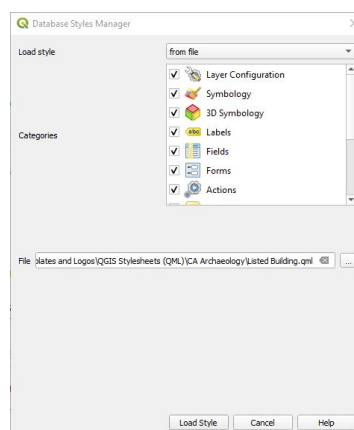 Database Styles Manager
Load style
from file
Layer Configuration
Symbology
3D Symbology
abc Labels
Categories
Fields
Forms
Actions
File plates and Logos\QGIS Stylesheets (QML)\CA Archaeology\Listed Building.qml
...
Load Style Cancel Help